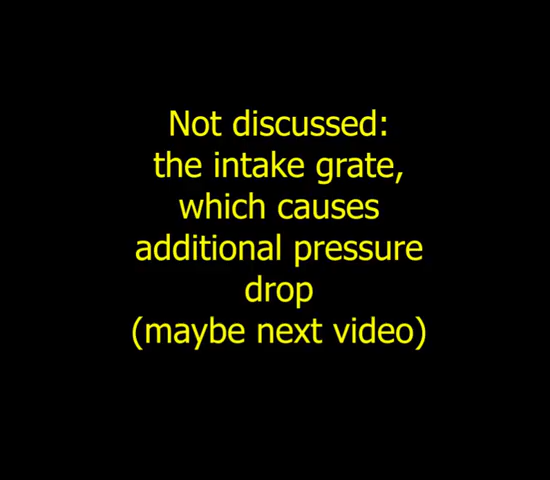 Not discussed:
the intake grate,
which causes
additional pressure
drop
(maybe next video)